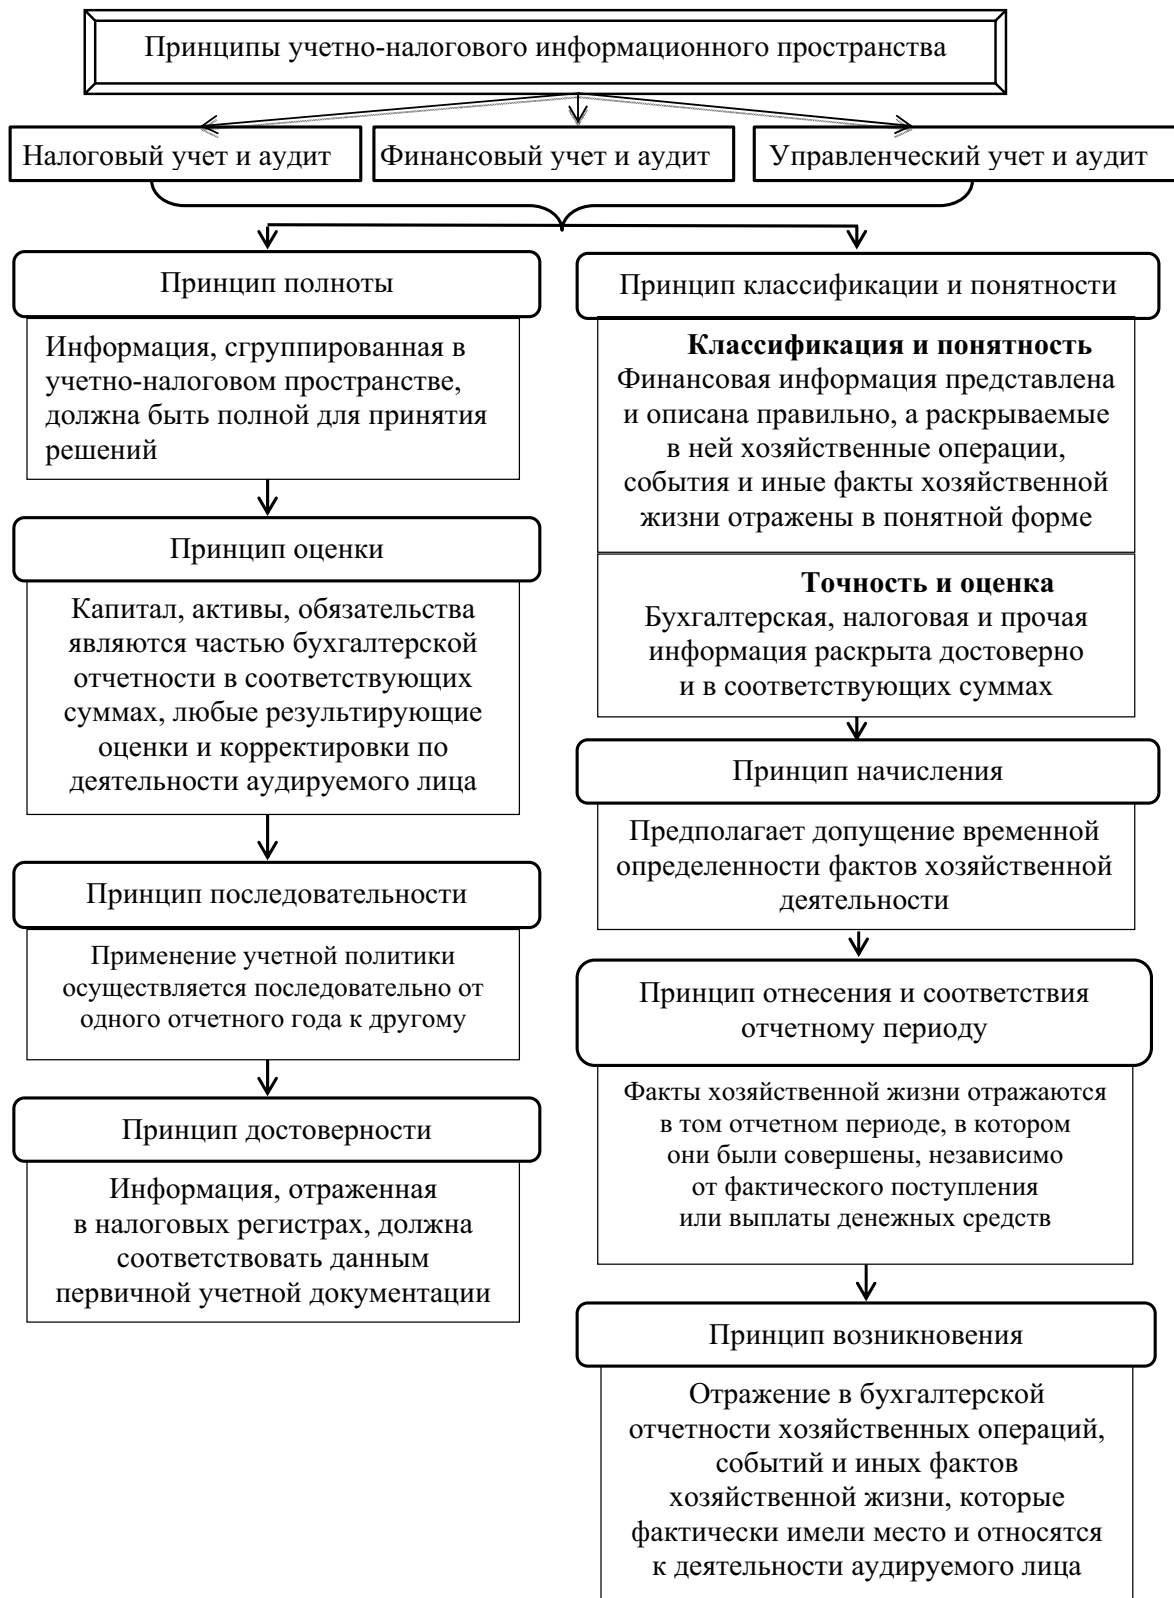 Принципы учетно-налогового информационного пространства
Налоговый учет и аудит
Финансовый учет и аудит
Управленческий учет и аудит
Принцип полноты
Информация, сгруппированная в
учетно-налоговом пространстве,
должна быть полной для принятия
решений
Принцип оценки
Капитал, активы, обязательства
являются частью бухгалтерской
отчетности в соответствующих
суммах, любые результирующие
оценки и корректировки по
деятельности аудируемого лица
Принцип последовательности
Применение учетной политики
осуществляется последовательно от
одного отчетного года к другому
Принцип достоверности
Информация, отраженная
в налоговых регистрах, должна
соответствовать данным
первичной учетной документации
Принцип классификации и понятности
Классификация и понятность
Финансовая информация представлена
и описана правильно, а раскрываемые
в ней хозяйственные операции,
события и иные факты хозяйственной
жизни отражены в понятной форме
Точность и оценка
Бухгалтерская, налоговая и прочая
информация раскрыта достоверно
и в соответствующих суммах
Принцип начисления
Предполагает допущение временной
определенности фактов хозяйственной
деятельности
Принцип отнесения и соответствия
отчетному периоду
Факты хозяйственной жизни отражаются
в том отчетном периоде, в котором
они были совершены, независимо
от фактического поступления
или выплаты денежных средств
Принцип возникновения
Отражение в бухгалтерской
отчетности хозяйственных операций,
событий и иных фактов
хозяйственной жизни, которые
фактически имели место и относятся
к деятельности аудируемого лица